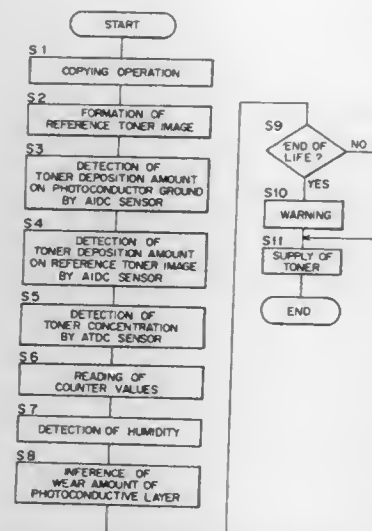 START
S1
COPYING OPERATION
S2
FORMATION OF
REFERENCE TONER IMAGE
S3
DETECTION OF
TONER DEPOSITION AMOUNT
ON PHOTOCONDUCTOR GROUND
BY AIDC SENSOR
S4
DETECTION OF
TONER DEPOSITION AMOUNT
ON REFERENCE TONER IMAGE
BY AIDC SENSOR
S5
DETECTION OF
TONER CONCENTRATION
BY ATDC SENSOR
S6
READING OF
COUNTER VALUES
S7
DETECTION OF HUMIDITY
S8
INFERENCE OF
WEAR AMOUNT OF
PHOTOCONDUCTIVE LAYER
S9
END OF
LIFE?
NO
YES
S10
WARNING
S11
SUPPLY OF
TONER
END